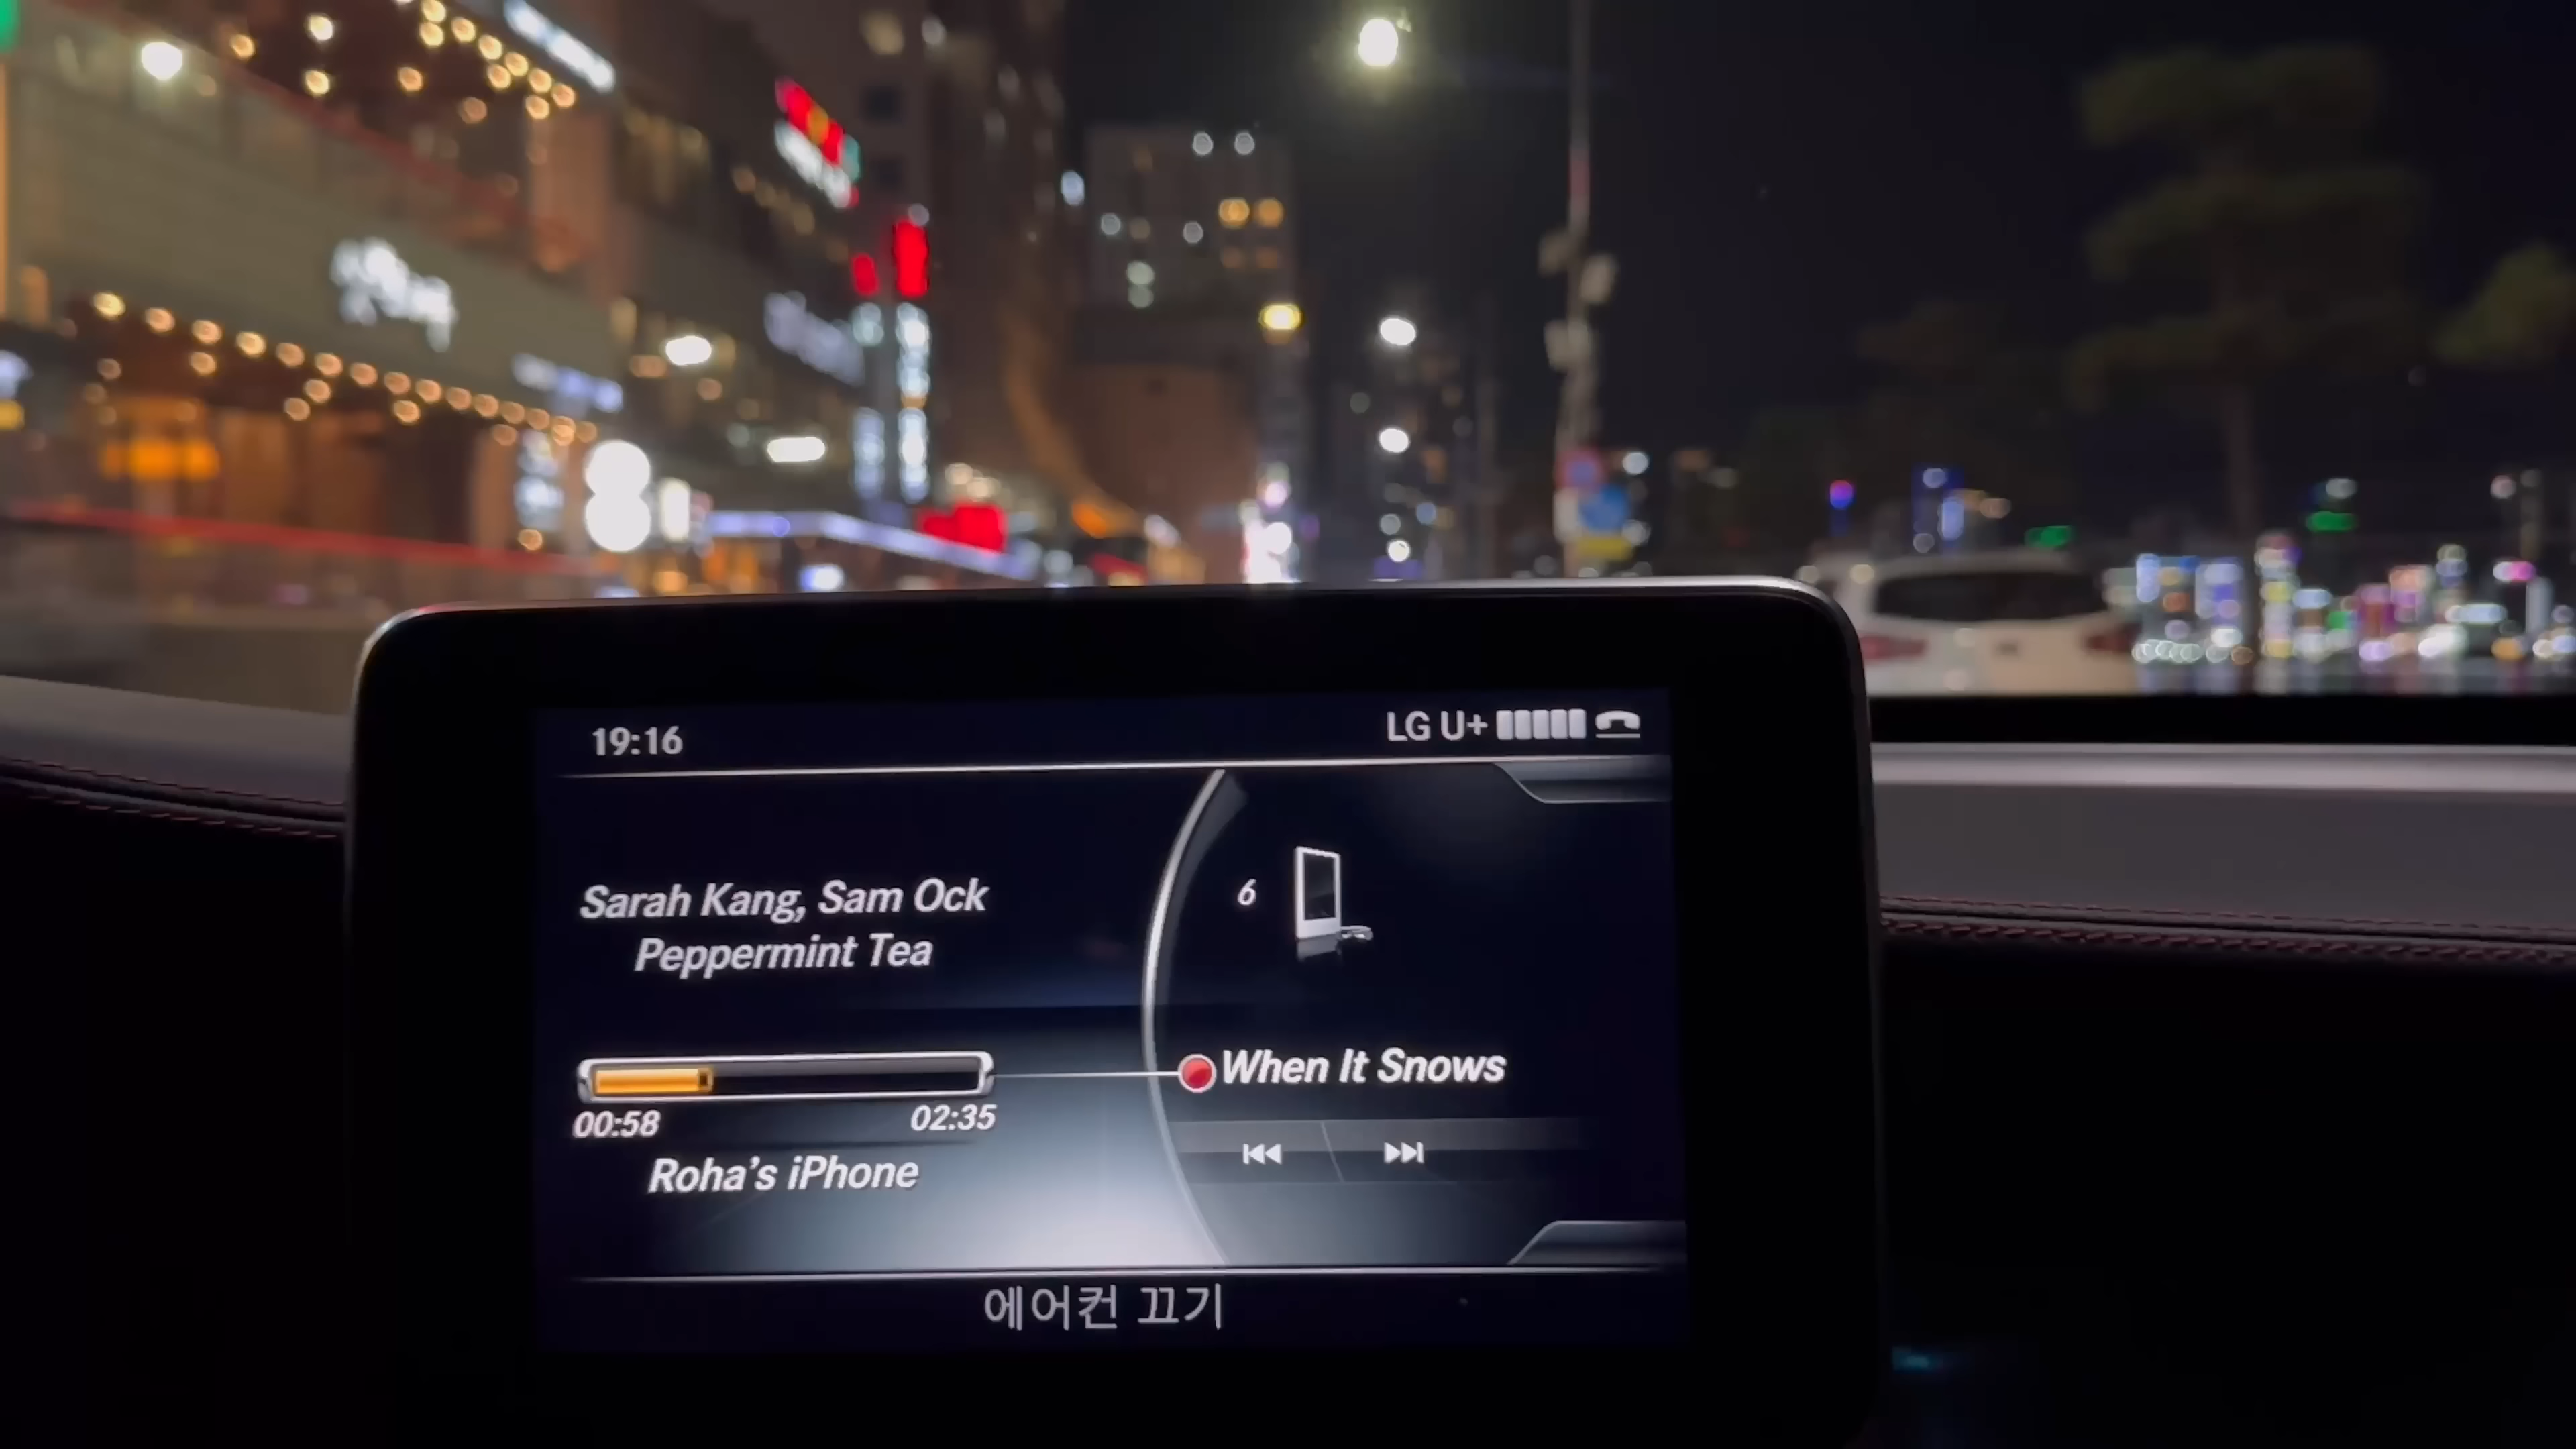 19:16
LG U+
Sarah Kang, Sam Ock
Peppermint Tea
6
When It Snows
00:58
02:35
Roha's iPhone
에어컨 끄기